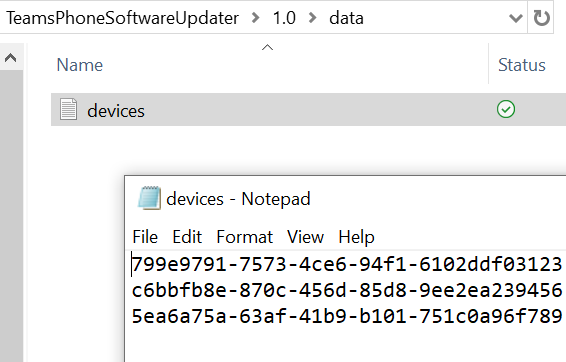 TeamsPhoneSoftwareUpdater > 1.0 > data
Name Status
devices
devices - Notepad
File Edit Format View Help
799e9791-7573-4ce6-94f1-6102ddf03123
c6bbfb8e-870c-456d-85d8-9ee2ea239456
5ea6a75a-63af-41b9-b101-751c0a96f789